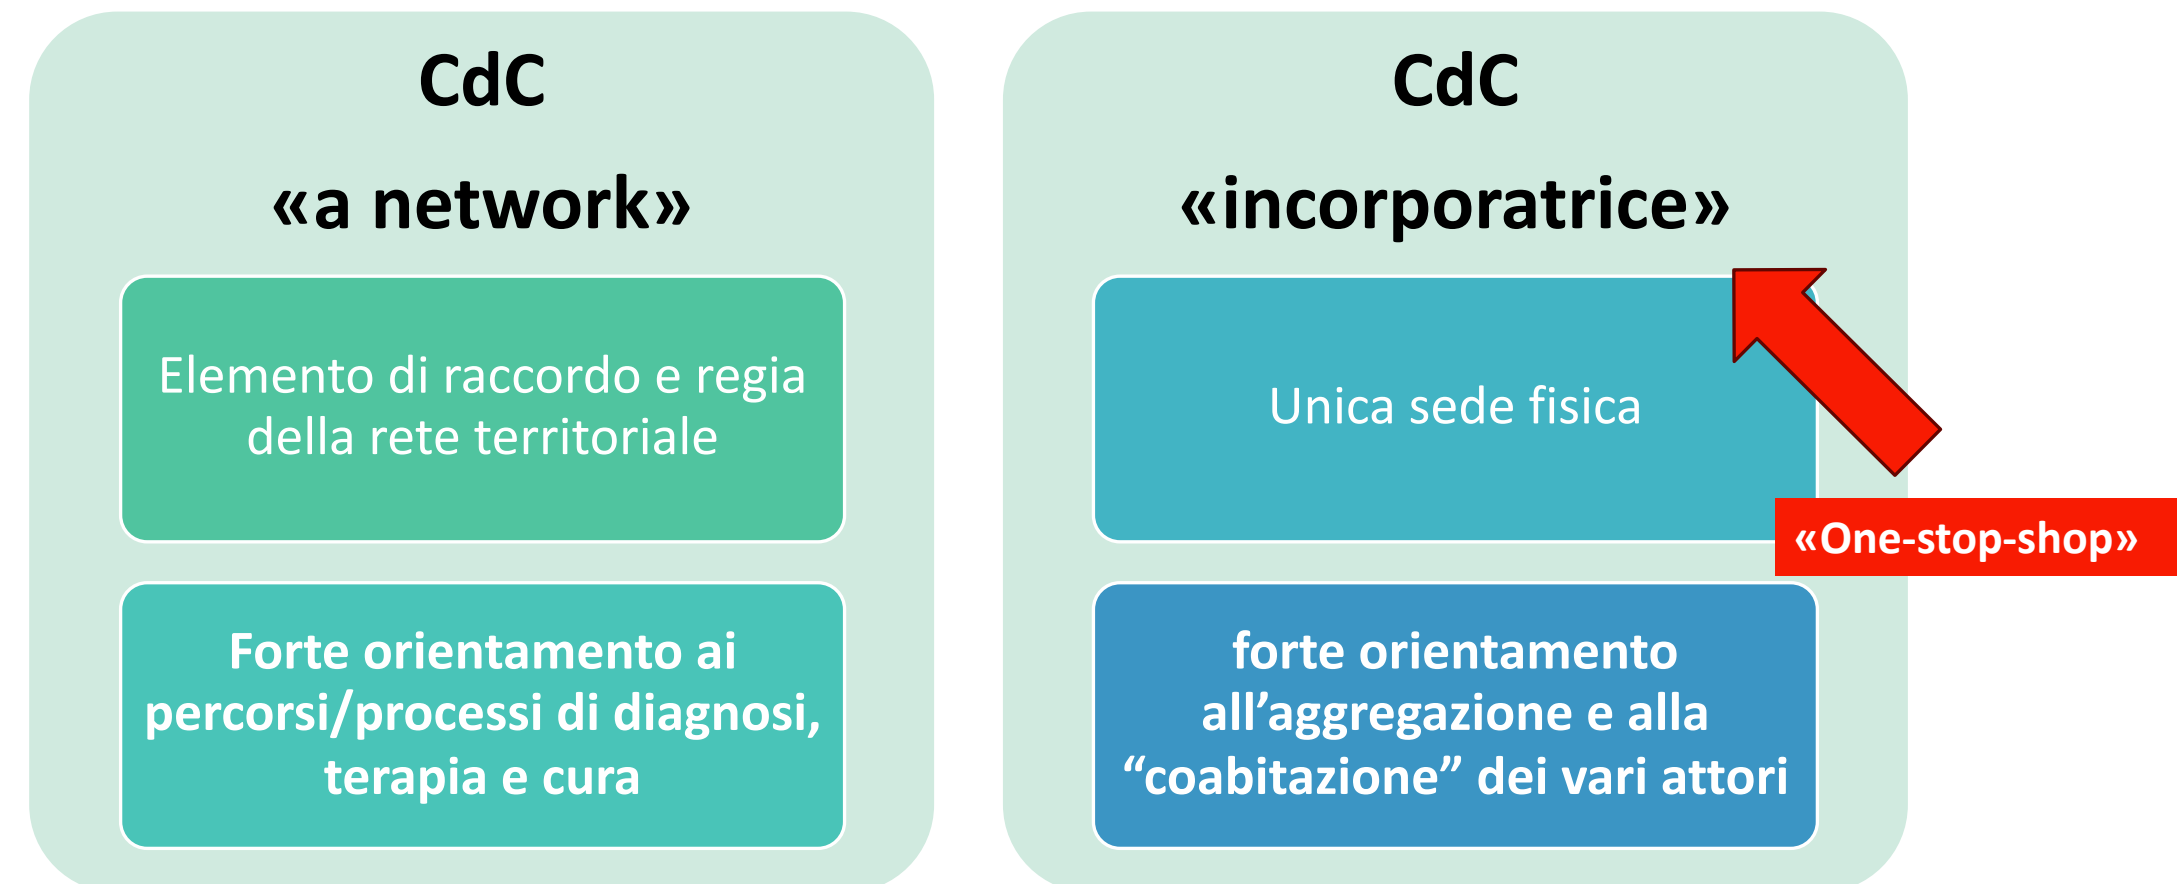 CdC
«a network»
Elemento di raccordo e regia
della rete territoriale
Forte orientamento ai
percorsi/processi di diagnosi,
terapia e cura
CdC
«incorporatrice»
Unica sede fisica
«One-stop-shop»
forte orientamento
all’aggregazione e alla
“coabitazione” dei vari attori